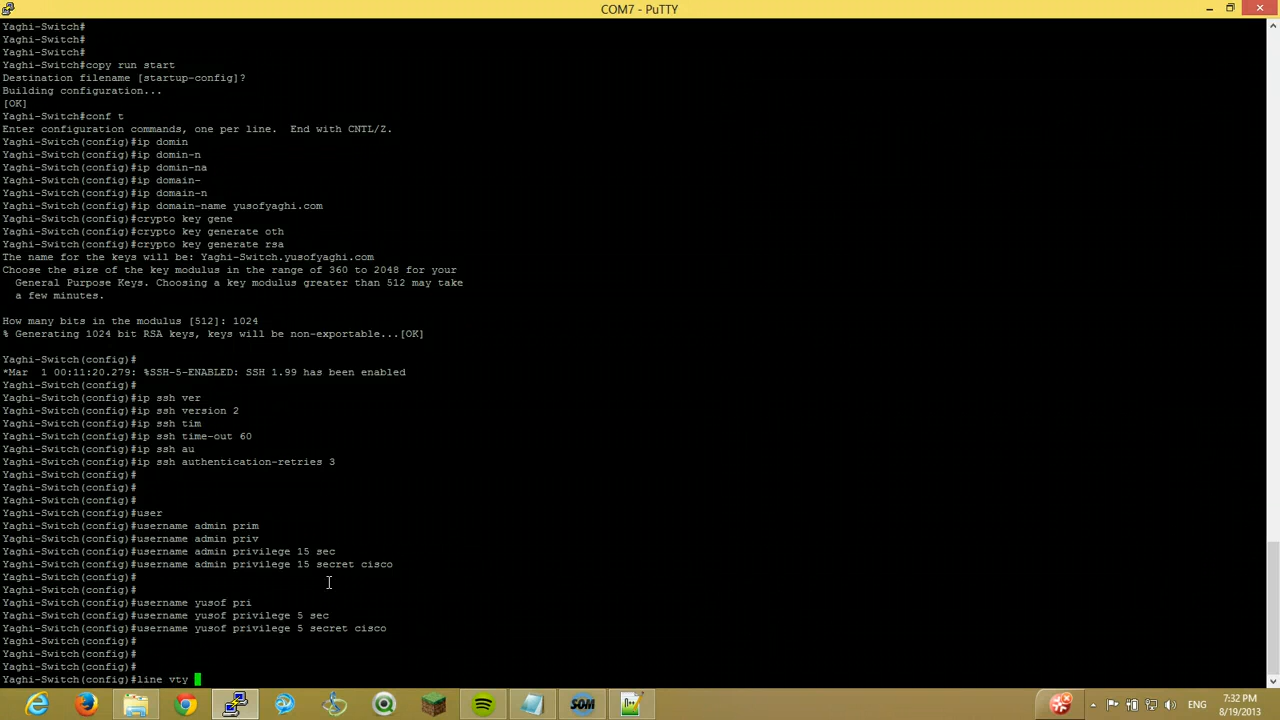 COM7 - PuTTY
Yaghi-Switch#
Yaghi-Switch#
Yaghi-Switch#
Yaghi-Switch#copy run start
Destination filename [startup-config]?
Building configuration...
[OK]
Yaghi-Switch#conf t
Enter configuration commands, one per line.  End with CNTL/Z.
Yaghi-Switch(config)#ip domin
Yaghi-Switch(config)#ip domin-n
Yaghi-Switch(config)#ip domin-na
Yaghi-Switch(config)#ip domain-
Yaghi-Switch(config)#ip domain-n
Yaghi-Switch(config)#ip domain-name yusofyaghi.com
Yaghi-Switch(config)#crypto key gene
Yaghi-Switch(config)#crypto key generate oth
Yaghi-Switch(config)#crypto key generate rsa
The name for the keys will be: Yaghi-Switch.yusofyaghi.com
Choose the size of the key modulus in the range of 360 to 2048 for your
  General Purpose Keys. Choosing a key modulus greater than 512 may take
  a few minutes.
How many bits in the modulus [512]: 1024
% Generating 1024 bit RSA keys, keys will be non-exportable...[OK]
Yaghi-Switch(config)#
*Mar  1 00:11:20.279: %SSH-5-ENABLED: SSH 1.99 has been enabled
Yaghi-Switch(config)#
Yaghi-Switch(config)#ip ssh ver
Yaghi-Switch(config)#ip ssh version 2
Yaghi-Switch(config)#ip ssh tim
Yaghi-Switch(config)#ip ssh time-out 60
Yaghi-Switch(config)#ip ssh au
Yaghi-Switch(config)#ip ssh authentication-retries 3
Yaghi-Switch(config)#
Yaghi-Switch(config)#
Yaghi-Switch(config)#
Yaghi-Switch(config)#user
Yaghi-Switch(config)#username admin prim
Yaghi-Switch(config)#username admin priv
Yaghi-Switch(config)#username admin privilege 15 sec
Yaghi-Switch(config)#username admin privilege 15 secret cisco
Yaghi-Switch(config)#
Yaghi-Switch(config)#
Yaghi-Switch(config)#username yusof pri
Yaghi-Switch(config)#username yusof privilege 5 sec
Yaghi-Switch(config)#username yusof privilege 5 secret cisco
Yaghi-Switch(config)#
Yaghi-Switch(config)#
Yaghi-Switch(config)#
Yaghi-Switch(config)#line vty
SOM
ENG
7:32 PM
8/19/2013